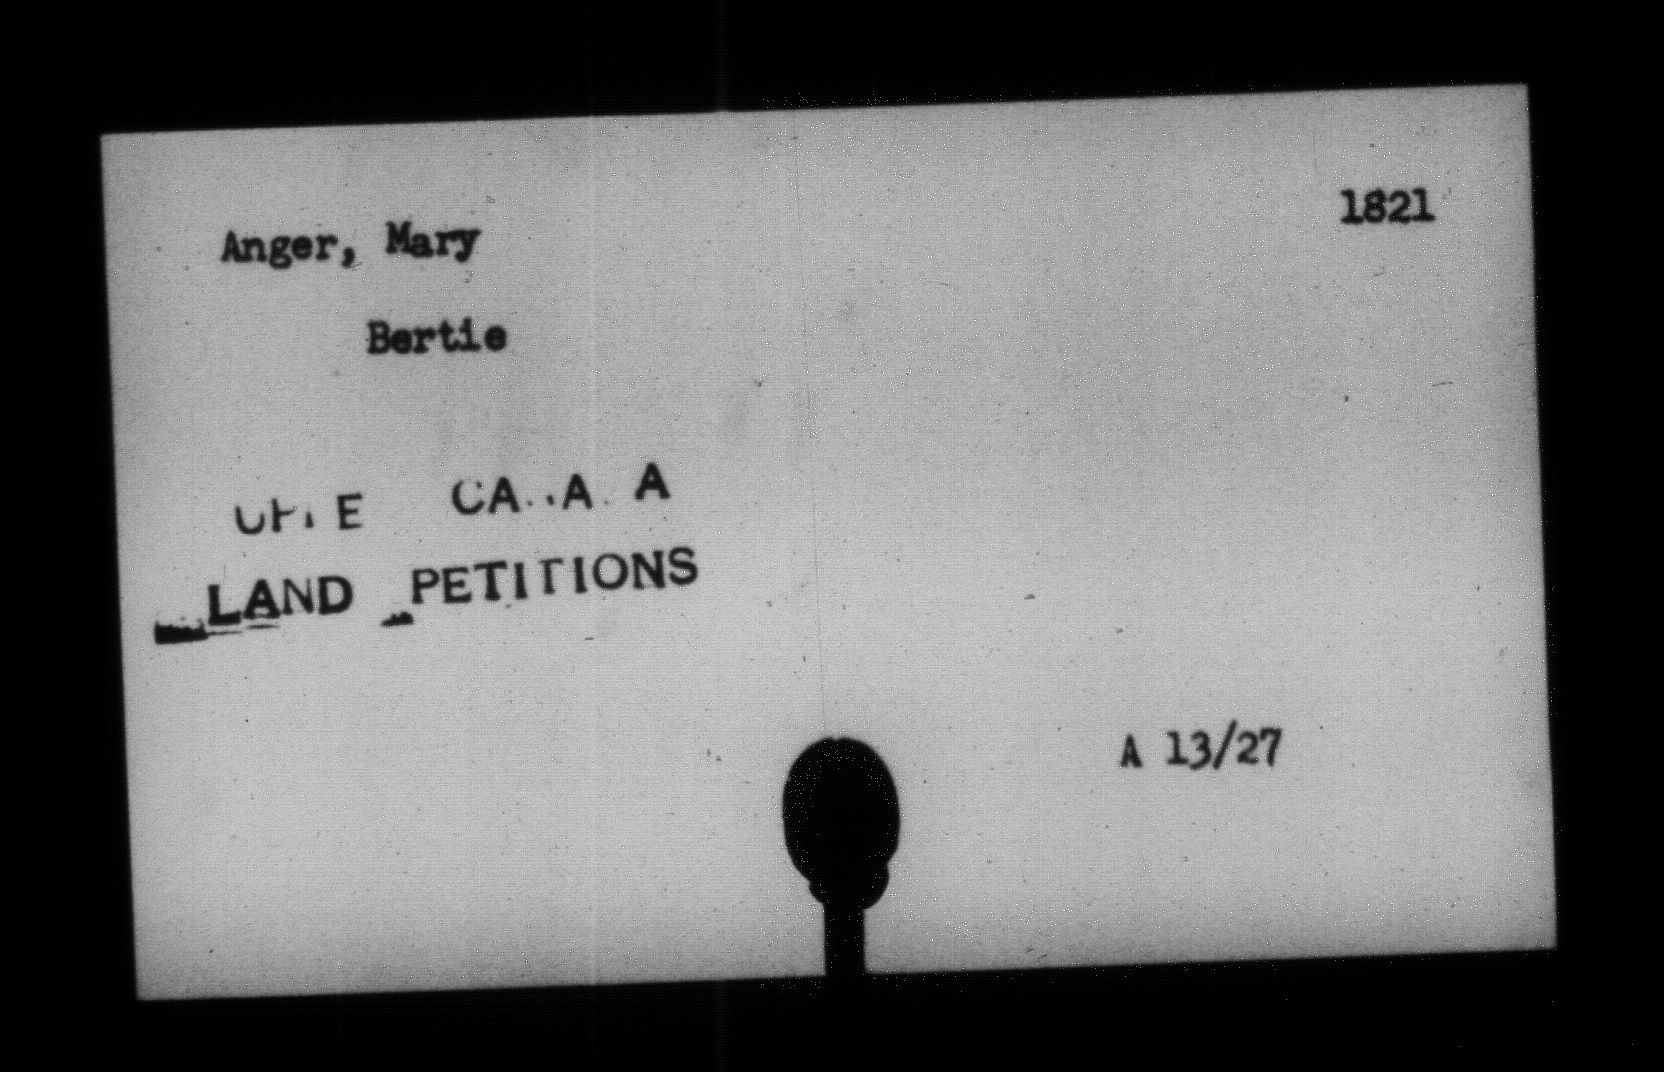 Anger, Mary 1821
Bertie
LAND PETITIONS
A 13/27